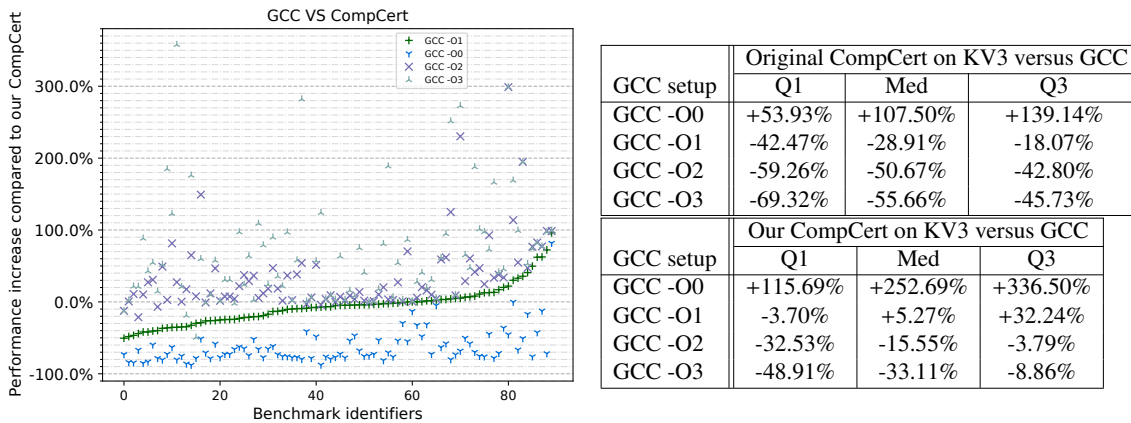 GCC VS CompCert
Performance increase compared to our CompCert
300.0%
200.0%
100.0%
0.0%
-100.0%
GCC -O1
GCC -O0
GCC -O2
GCC -O3
0 20 40 60 80
Benchmark identifiers
Original CompCert on KV3 versus GCC
GCC setup Q1 Med Q3
GCC -O0 +53.93% +107.50% +139.14%
GCC -O1 -42.47% -28.91% -18.07%
GCC -O2 -59.26% -50.67% -42.80%
GCC -O3 -69.32% -55.66% -45.73%
Our CompCert on KV3 versus GCC
GCC setup Q1 Med Q3
GCC -O0 +115.69% +252.69% +336.50%
GCC -O1 -3.70% +5.27% +32.24%
GCC -O2 -32.53% -15.55% -3.79%
GCC -O3 -48.91% -33.11% -8.86%